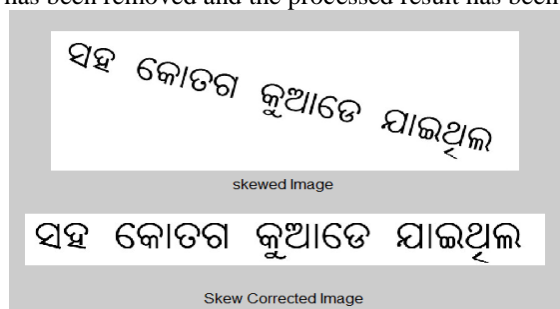 has been removed and the processed result has been
ସହ କୋତଗ କୁଆଡେ ଯାଇଥିଲ
skewed Image
ସହ କୋତଗ କୁଆଡେ ଯାଇଥିଲ
Skew Corrected Image